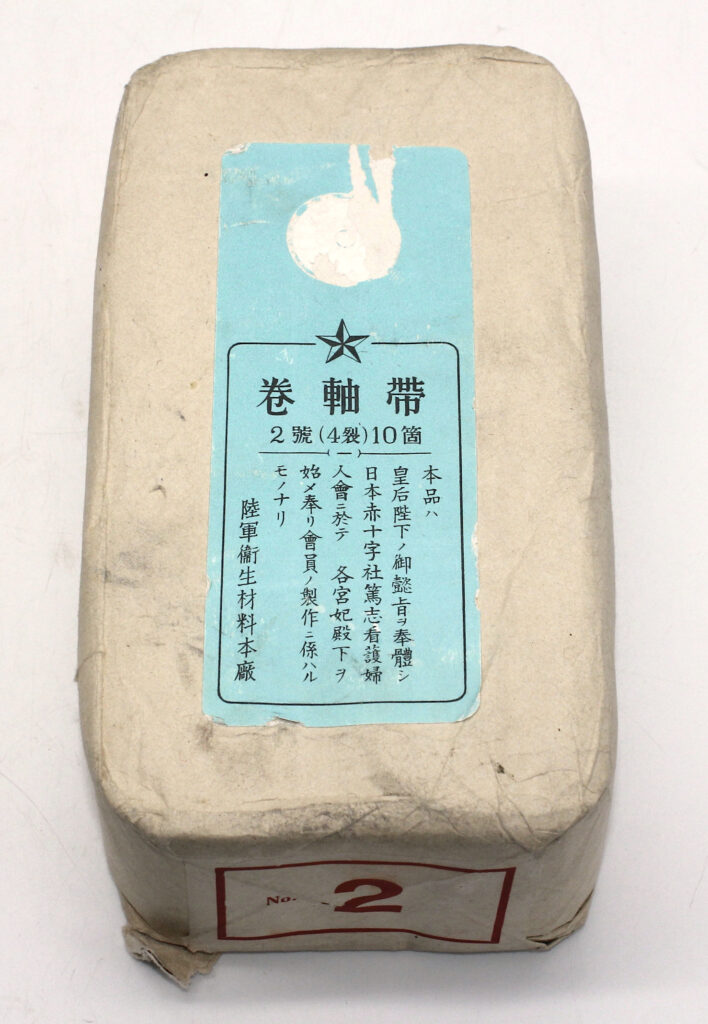 卷軸帶
2號(4裂)10箇
本品ハ
皇后陛下ノ御懿旨ヲ奉體シ
日本赤十字社篤志看護婦
人會ニ於テ 各宮妃殿下ヲ
始メ奉リ會員ノ製作ニ係ハル
モノナリ
陸軍衞生材料本廠
No. 2